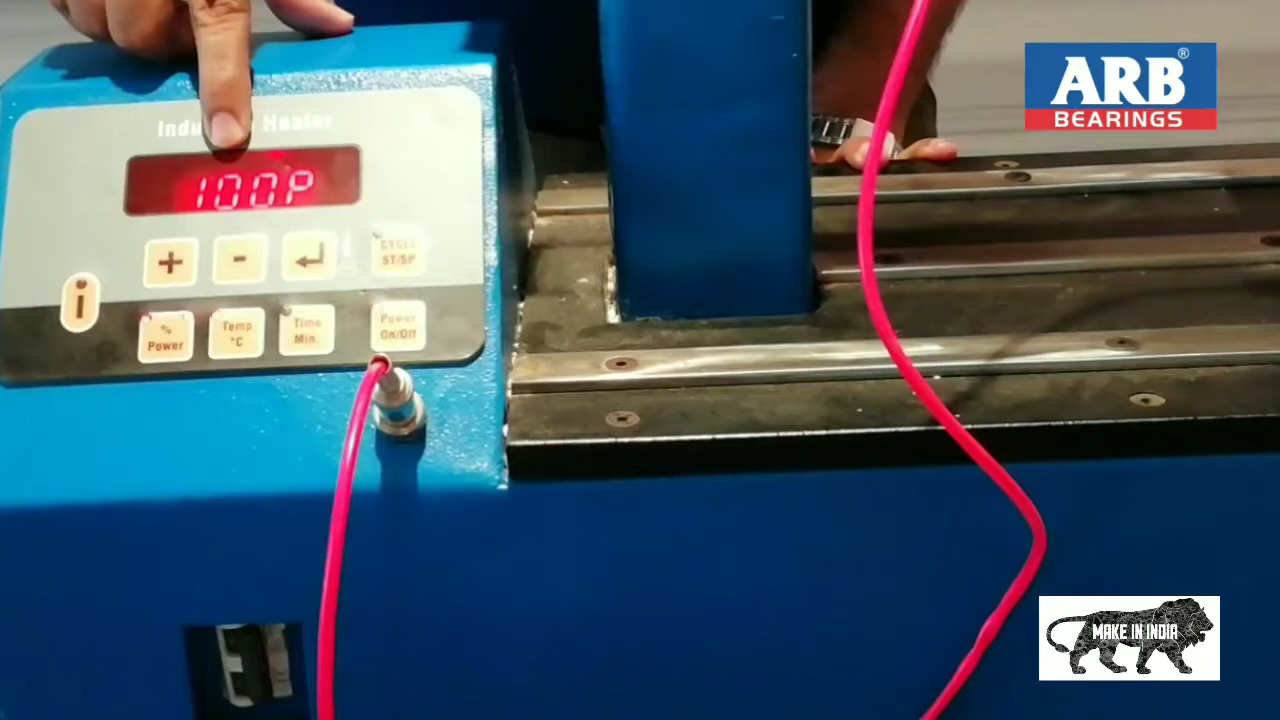 ARB®
BEARINGS
Heater
100P
+
-
CYCLE
ST/SP
i
%
Power
Temp
°C
Time
Min.
Power
On/Off
MAKE IN INDIA